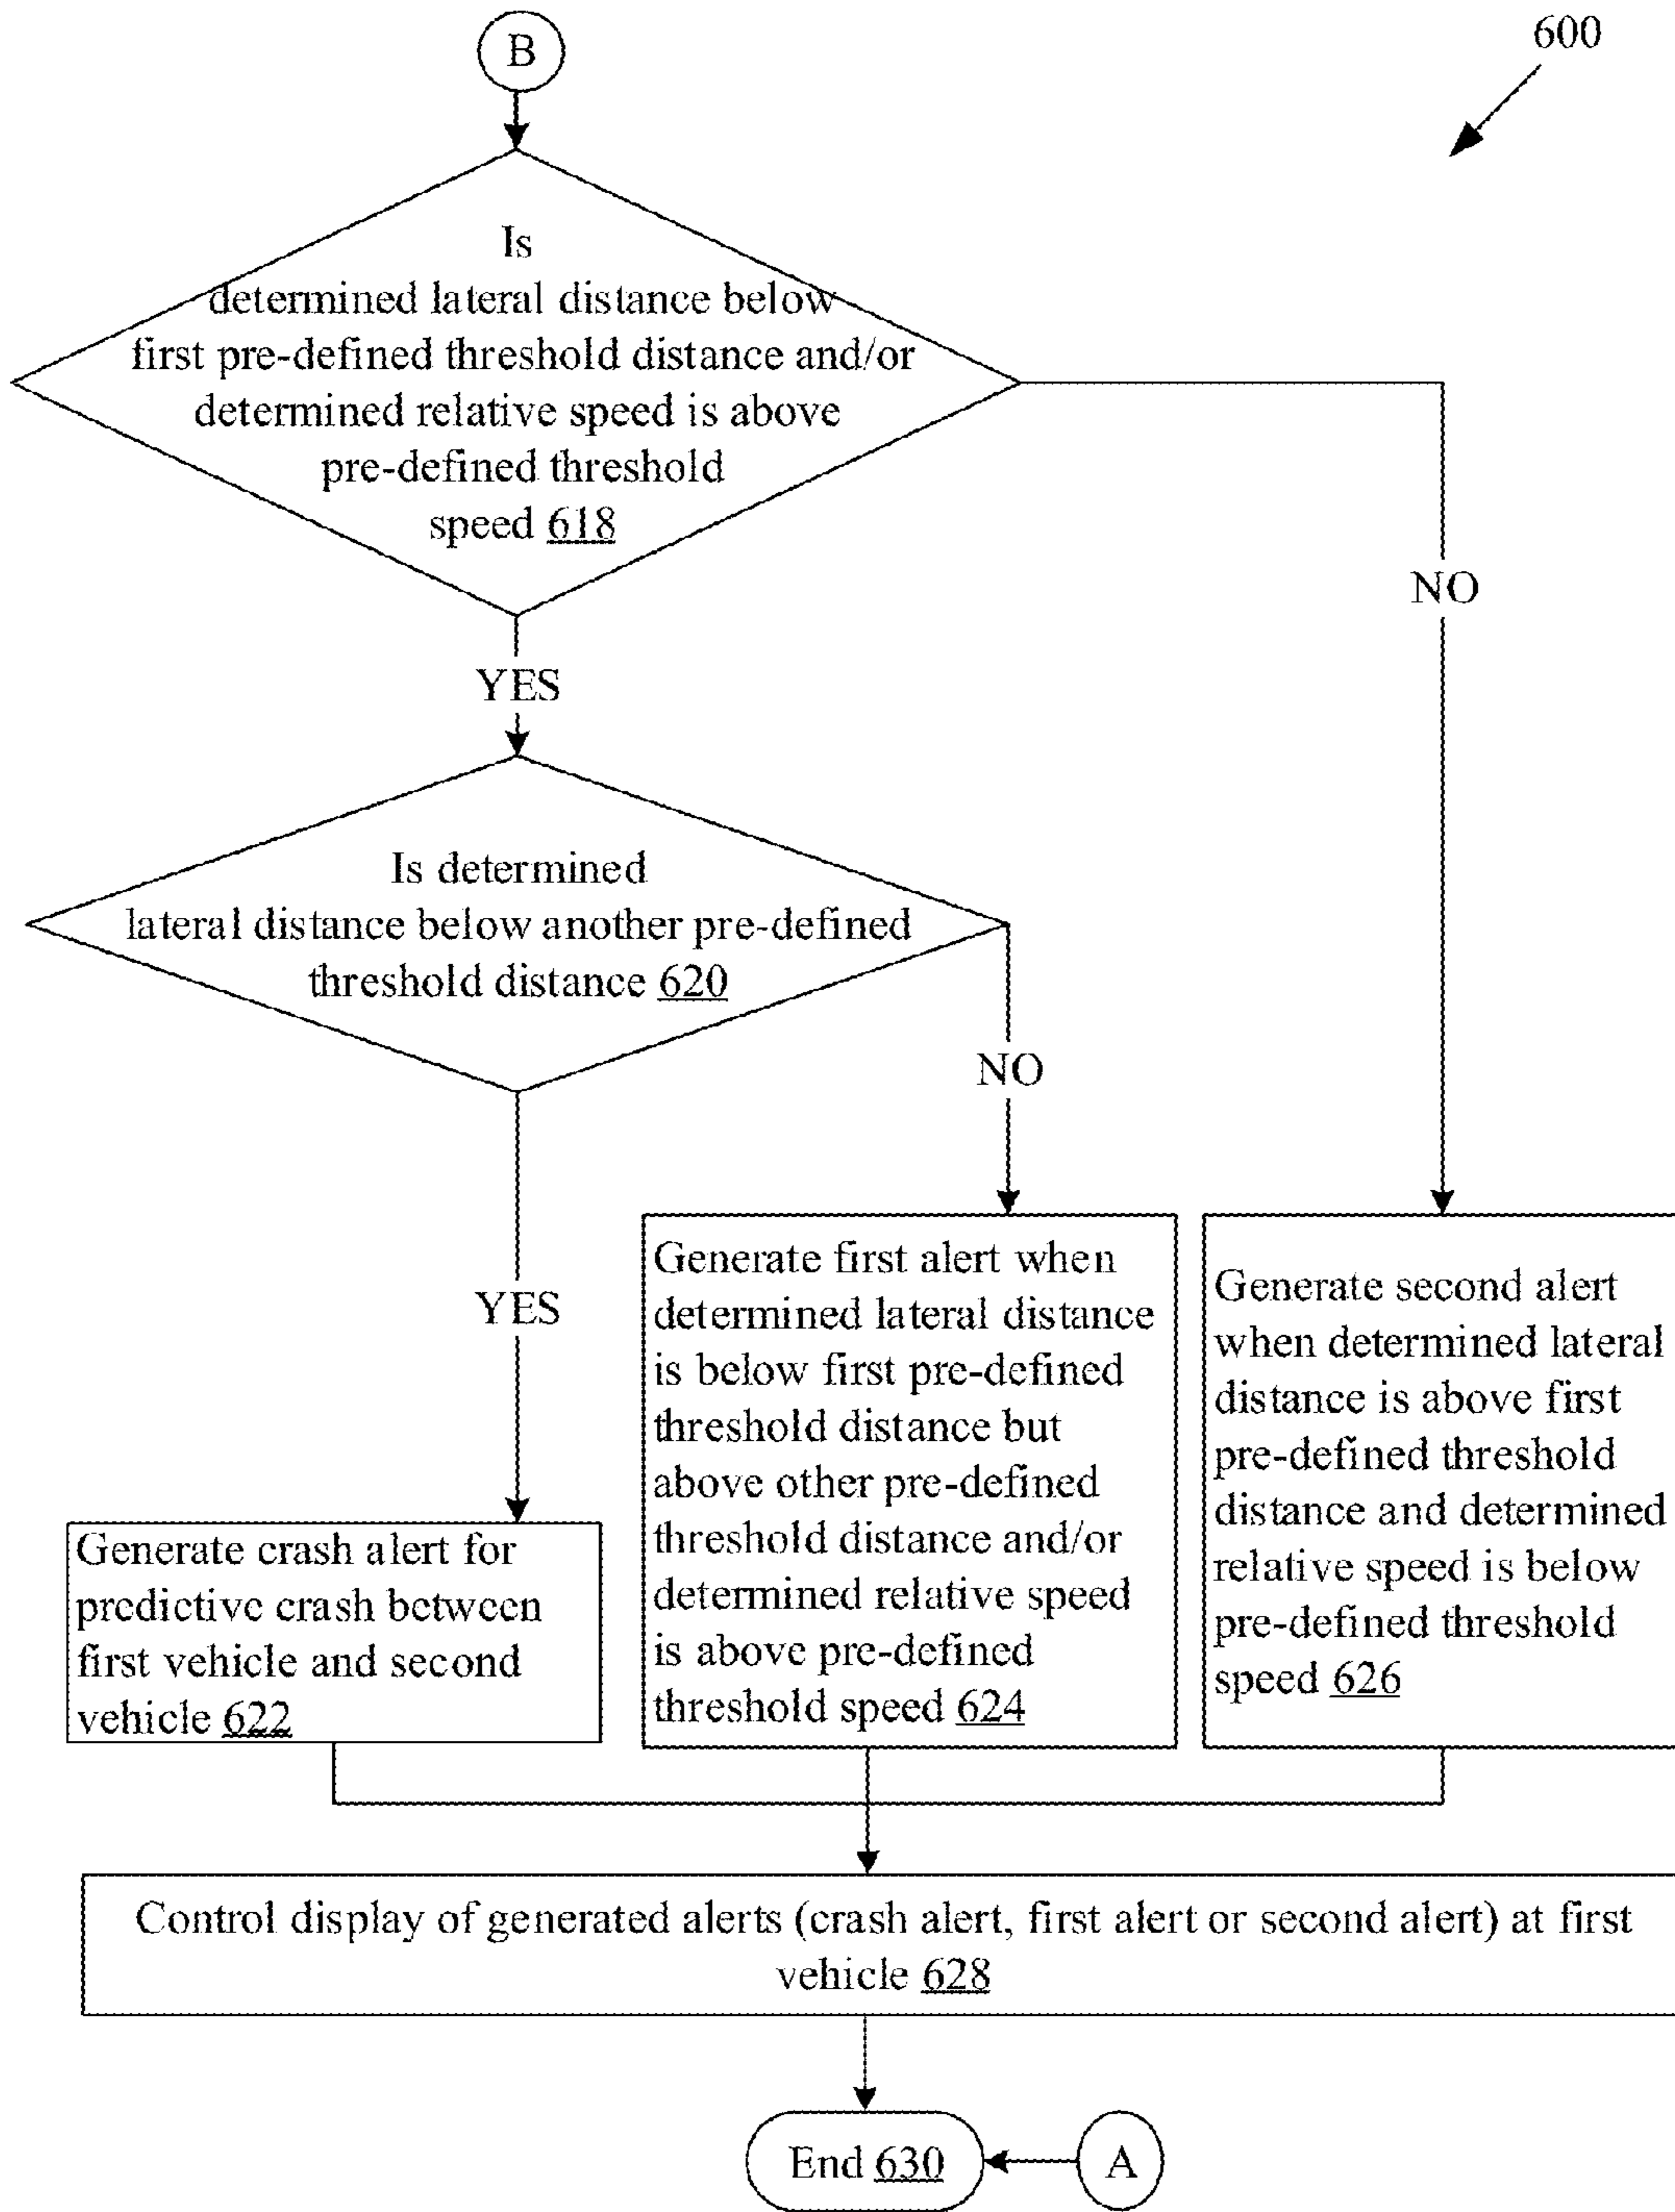 B
600
Is
determined lateral distance below
first pre-defined threshold distance and/or
determined relative speed is above
pre-defined threshold
speed 618
NO
YES
Is determined
lateral distance below another pre-defined
threshold distance 620
NO
YES
Generate crash alert for
predictive crash between
first vehicle and second
vehicle 622
Generate first alert when
determined lateral distance
is below first pre-defined
threshold distance but
above other pre-defined
threshold distance and/or
determined relative speed
is above pre-defined
threshold speed 624
Generate second alert
when determined lateral
distance is above first
pre-defined threshold
distance and determined
relative speed is below
pre-defined threshold
speed 626
Control display of generated alerts (crash alert, first alert or second alert) at first
vehicle 628
End 630
A